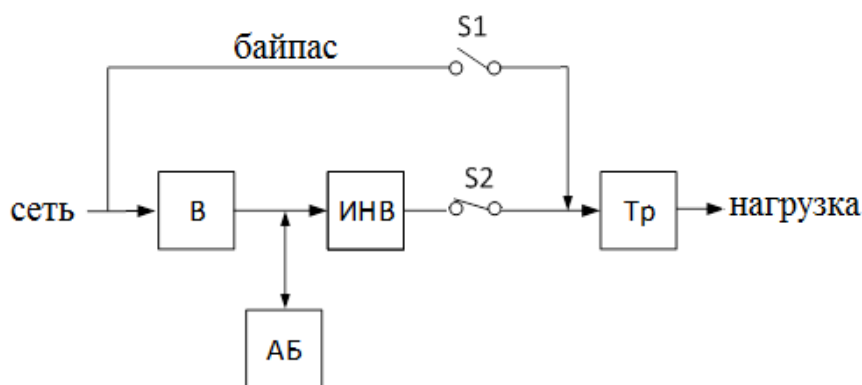 байпас
S1
сеть
В
ИНВ
S2
Тр
нагрузка
АБ